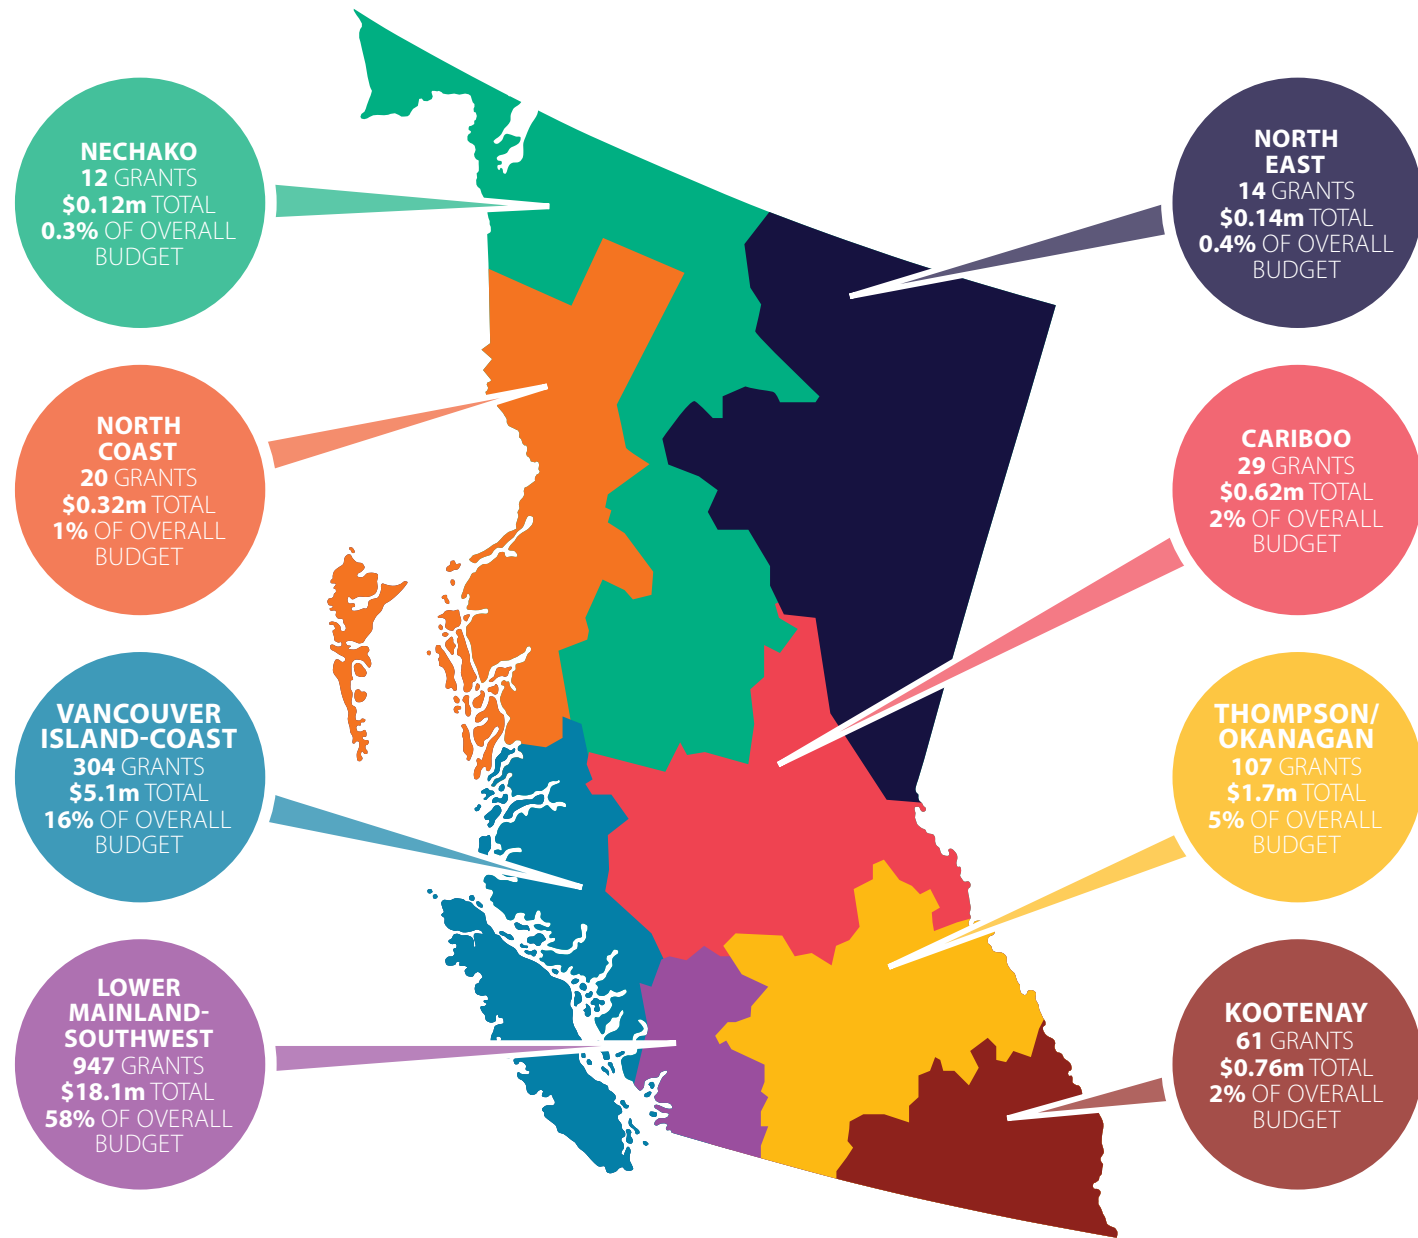 NECHAKO
12 GRANTS
$0.12m TOTAL
0.3% OF OVERALL
BUDGET
NORTH
COAST
20 GRANTS
$0.32m TOTAL
1% OF OVERALL
BUDGET
VANCOUVER
ISLAND-COAST
304 GRANTS
$5.1m TOTAL
16% OF OVERALL
BUDGET
LOWER
MAINLAND-
SOUTHWEST
947 GRANTS
$18.1m TOTAL
58% OF OVERALL
BUDGET
NORTH
EAST
14 GRANTS
$0.14m TOTAL
0.4% OF OVERALL
BUDGET
CARIBOO
29 GRANTS
$0.62m TOTAL
2% OF OVERALL
BUDGET
THOMPSON/
OKANAGAN
107 GRANTS
$1.7m TOTAL
5% OF OVERALL
BUDGET
KOOTENAY
61 GRANTS
$0.76m TOTAL
2% OF OVERALL
BUDGET